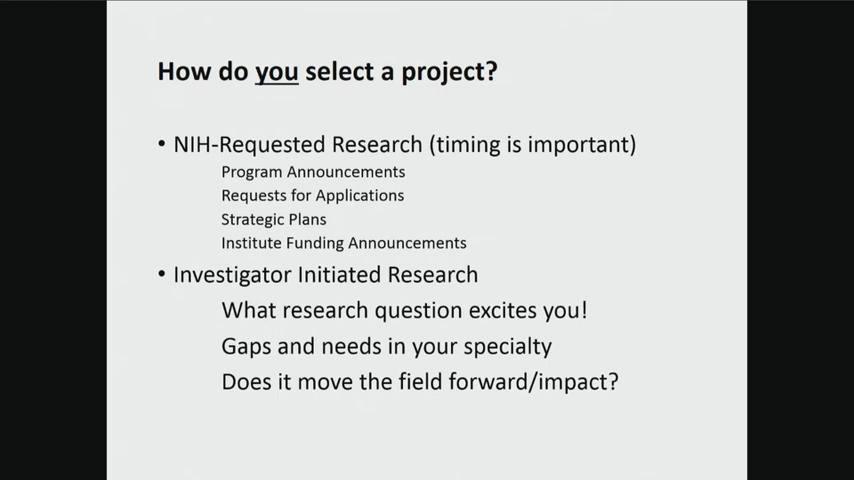 How do you select a project?
• NIH-Requested Research (timing is important)
Program Announcements
Requests for Applications
Strategic Plans
Institute Funding Announcements
• Investigator Initiated Research
What research question excites you!
Gaps and needs in your specialty
Does it move the field forward/impact?